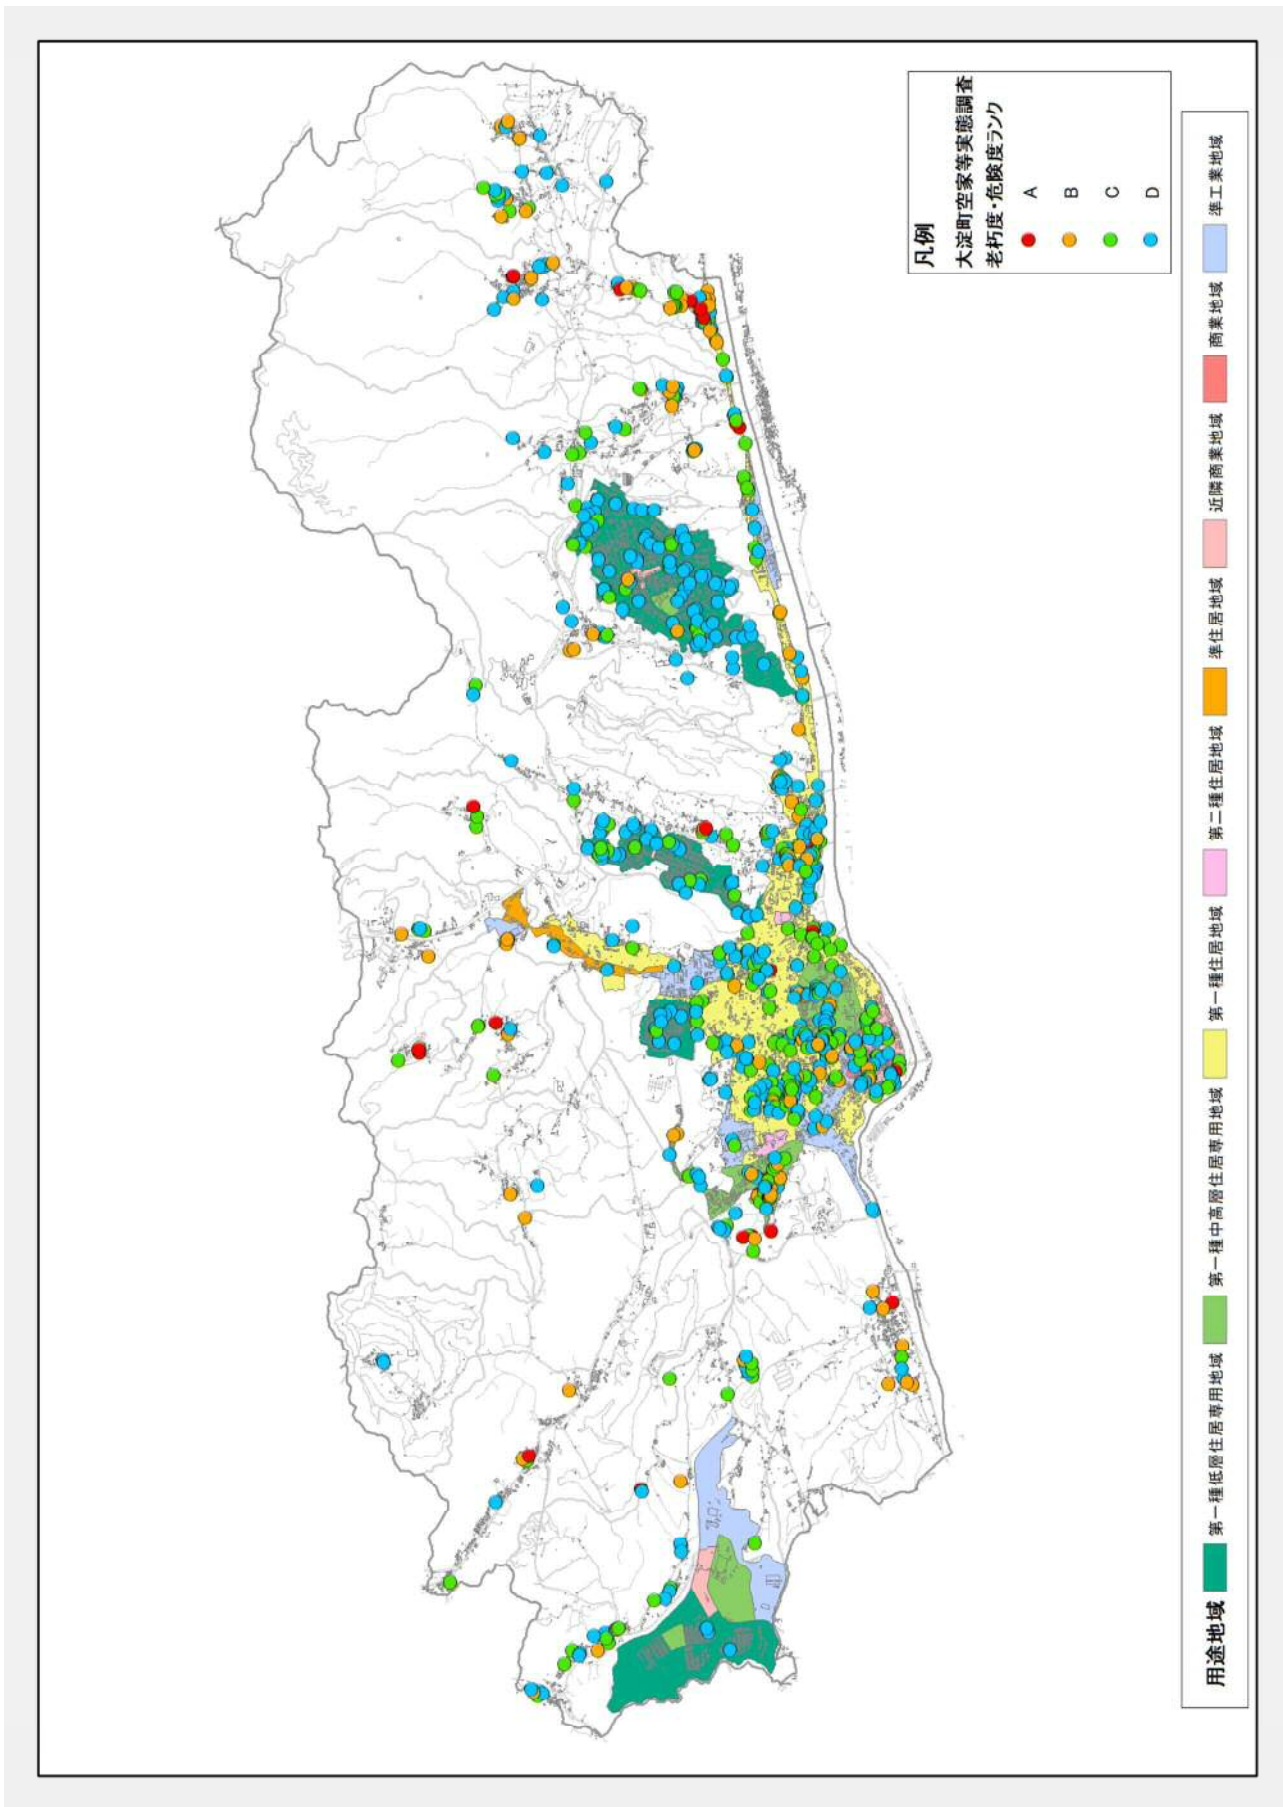 凡例
大淀町空家等実態調査
老朽度・危険度ランク
A
B
C
D
用途地域
第一種低層住居専用地域
第一種中高層住居専用地域
第一種住居地域
第二種住居地域
準住居地域
近隣商業地域
商業地域
準工業地域